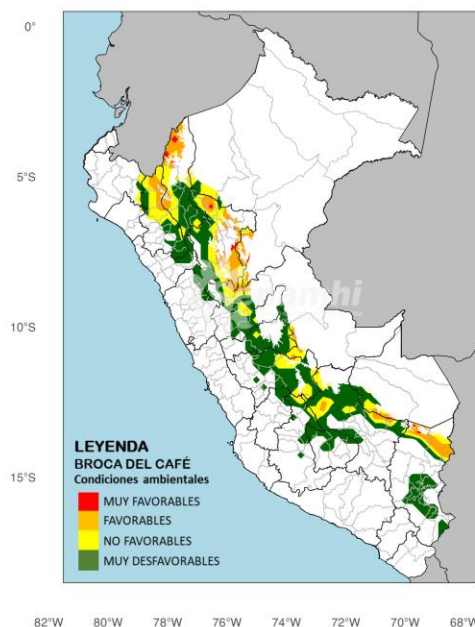 0°
5°S
10°S
15°S
Senamhi
LEYENDA
BROCA DEL CAFÉ
Condiciones ambientales
MUY FAVORABLES
FAVORABLES
NO FAVORABLES
MUY DESFAVORABLES
82°W 80°W 78°W 76°W 74°W 72°W 70°W 68°W